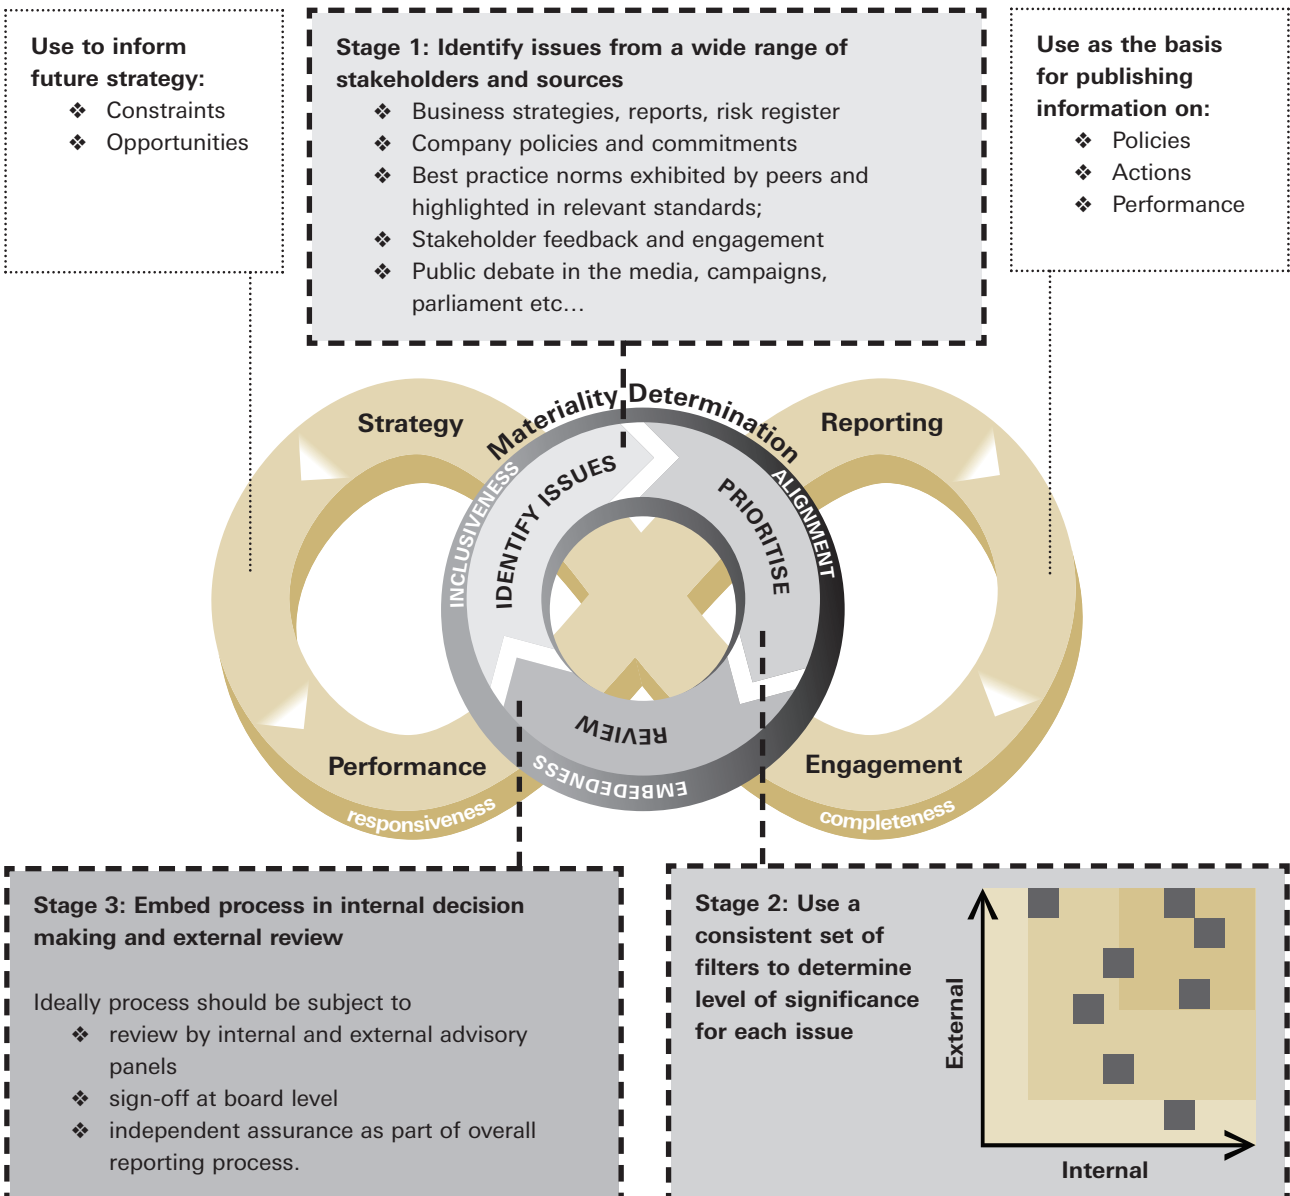 Use to inform
future strategy:
❖ Constraints
❖ Opportunities
Stage 1: Identify issues from a wide range of
stakeholders and sources
❖ Business strategies, reports, risk register
❖ Company policies and commitments
❖ Best practice norms exhibited by peers and
highlighted in relevant standards;
❖ Stakeholder feedback and engagement
❖ Public debate in the media, campaigns,
parliament etc…
Use as the basis
for publishing
information on:
❖ Policies
❖ Actions
❖ Performance
Materiality Determination
Strategy
Reporting
INCLUSIVENESS
IDENTIFY ISSUES
PRIORITISE
ALIGNMENT
REVIEW
EMBEDEDNESS
Performance
responsiveness
Engagement
completeness
Stage 3: Embed process in internal decision
making and external review
Ideally process should be subject to
❖ review by internal and external advisory
panels
❖ sign-off at board level
❖ independent assurance as part of overall
reporting process.
Stage 2: Use a
consistent set of
filters to determine
level of significance
for each issue
External
Internal